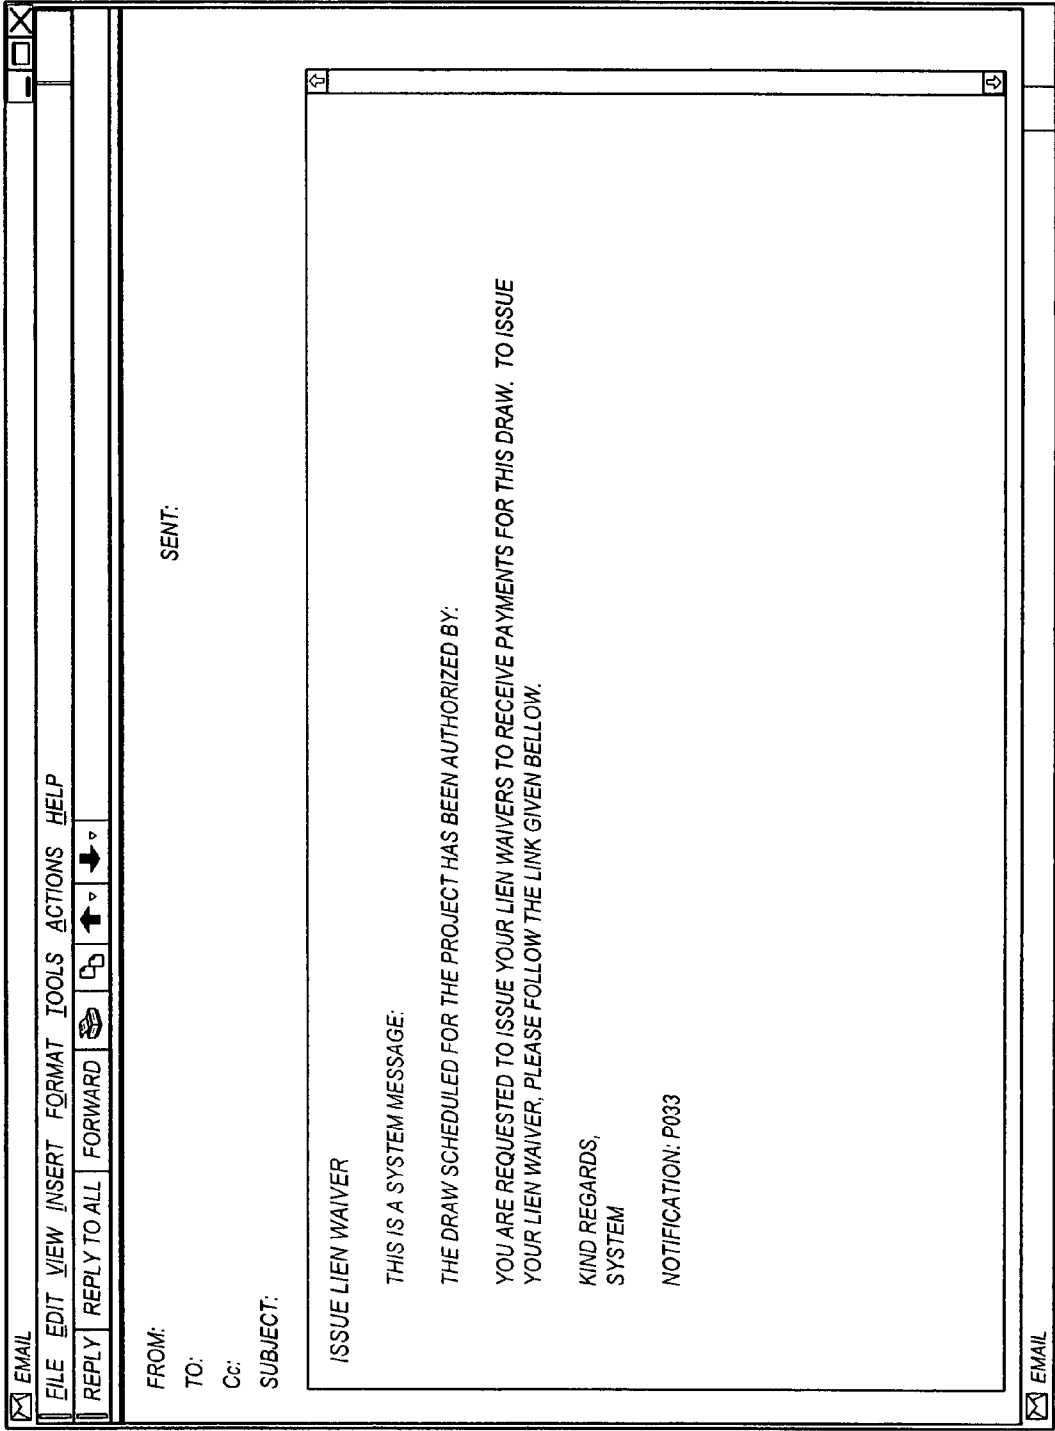 EMAIL
FILE EDIT VIEW INSERT FORMAT TOOLS ACTIONS HELP
REPLY REPLY TO ALL FORWARD
FROM: SENT:
TO:
Cc:
SUBJECT:
ISSUE LIEN WAIVER
THIS IS A SYSTEM MESSAGE:
THE DRAW SCHEDULED FOR THE PROJECT HAS BEEN AUTHORIZED BY:
YOU ARE REQUESTED TO ISSUE YOUR LIEN WAIVERS TO RECEIVE PAYMENTS FOR THIS DRAW. TO ISSUE
YOUR LIEN WAIVER, PLEASE FOLLOW THE LINK GIVEN BELLOW.
KIND REGARDS,
SYSTEM
NOTIFICATION: P033
EMAIL